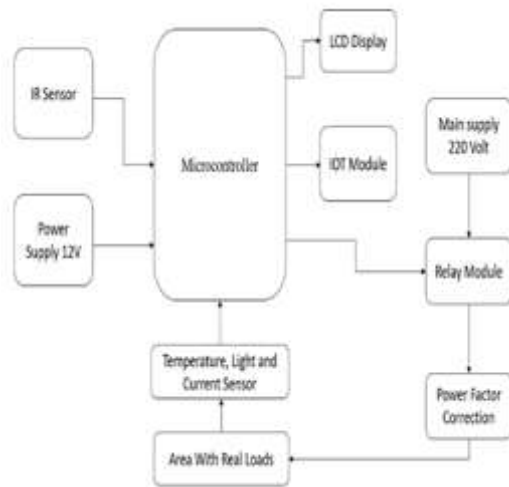 LCD Display
IR Sensor
Main supply
220 Volt
Microcontroller
IOT Module
Power
Supply 12V
Relay Module
Temperature, Light and
Current Sensor
Power Factor
Correction
Area With Real Loads